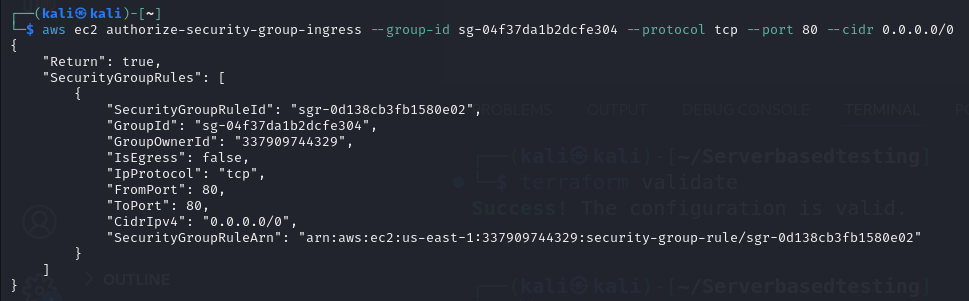 ┌──(kali㉿kali)-[~]
└─$ aws ec2 authorize-security-group-ingress --group-id sg-04f37da1b2dcfe304 --protocol tcp --port 80 --cidr 0.0.0.0/0
{
    "Return": true,
    "SecurityGroupRules": [
        {
            "SecurityGroupRuleId": "sgr-0d138cb3fb1580e02",
            "GroupId": "sg-04f37da1b2dcfe304",
            "GroupOwnerId": "337909744329",
            "IsEgress": false,
            "IpProtocol": "tcp",
            "FromPort": 80,
            "ToPort": 80,
            "CidrIpv4": "0.0.0.0/0",
            "SecurityGroupRuleArn": "arn:aws:ec2:us-east-1:337909744329:security-group-rule/sgr-0d138cb3fb1580e02"
        }
    ]
}
PROBLEMS OUTPUT DEBUG CONSOLE TERMINAL
┌──(kali㉿kali)-[~/Serverbasedtesting]
└─$ terraform validate
Success! The configuration is valid.
┌──(kali㉿kali)-[~/Serverbasedtesting]
OUTLINE